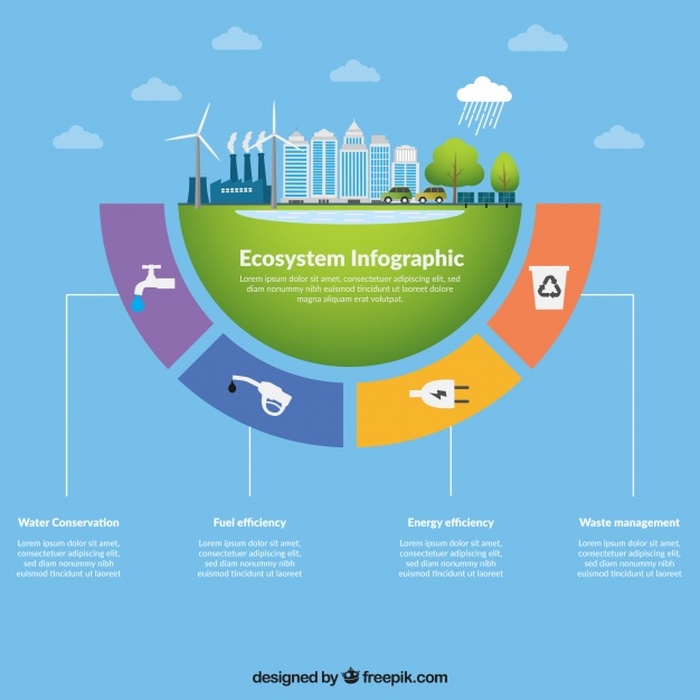 Ecosystem Infographic
Lorem ipsum dolor sit amet, consectetuer adipiscing elit, sed
diam nonummy nibh euismod tincidunt ut laoreet dolore
magna aliquam erat volutpat.
Water Conservation
Lorem ipsum dolor sit amet,
consectetuer adipiscing elit,
sed diam nonummy nibh
euismod tincidunt ut laoreet
Fuel efficiency
Lorem ipsum dolor sit amet,
consectetuer adipiscing elit,
sed diam nonummy nibh
euismod tincidunt ut laoreet
Energy efficiency
Lorem ipsum dolor sit amet,
consectetuer adipiscing elit,
sed diam nonummy nibh
euismod tincidunt ut laoreet
Waste management
Lorem ipsum dolor sit amet,
consectetuer adipiscing elit,
sed diam nonummy nibh
euismod tincidunt ut laoreet
designed by freepik.com